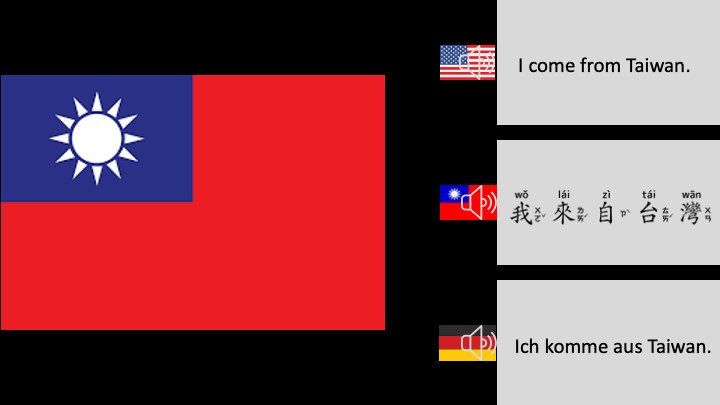 I come from Taiwan.
wǒ lái zì tái wān
我ㄨㄛˇ 來ㄌㄞˊ 自ㄗˋ 台ㄊㄞˊ 灣ㄨㄢ
Ich komme aus Taiwan.